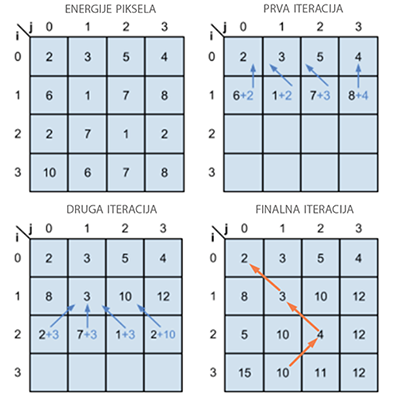 ENERGIJE PIKSELA
j 0 1 2 3
i
0 2 3 5 4
1 6 1 7 8
2 2 7 1 2
3 10 6 7 8
PRVA ITERACIJA
j 0 1 2 3
i
0 2 3 5 4
1 6+2 1+2 7+3 8+4
2
3
DRUGA ITERACIJA
j 0 1 2 3
i
0 2 3 5 4
1 8 3 10 12
2 2+3 7+3 1+3 2+10
3
FINALNA ITERACIJA
j 0 1 2 3
i
0 2 3 5 4
1 8 3 10 12
2 5 10 4 12
3 15 10 11 12